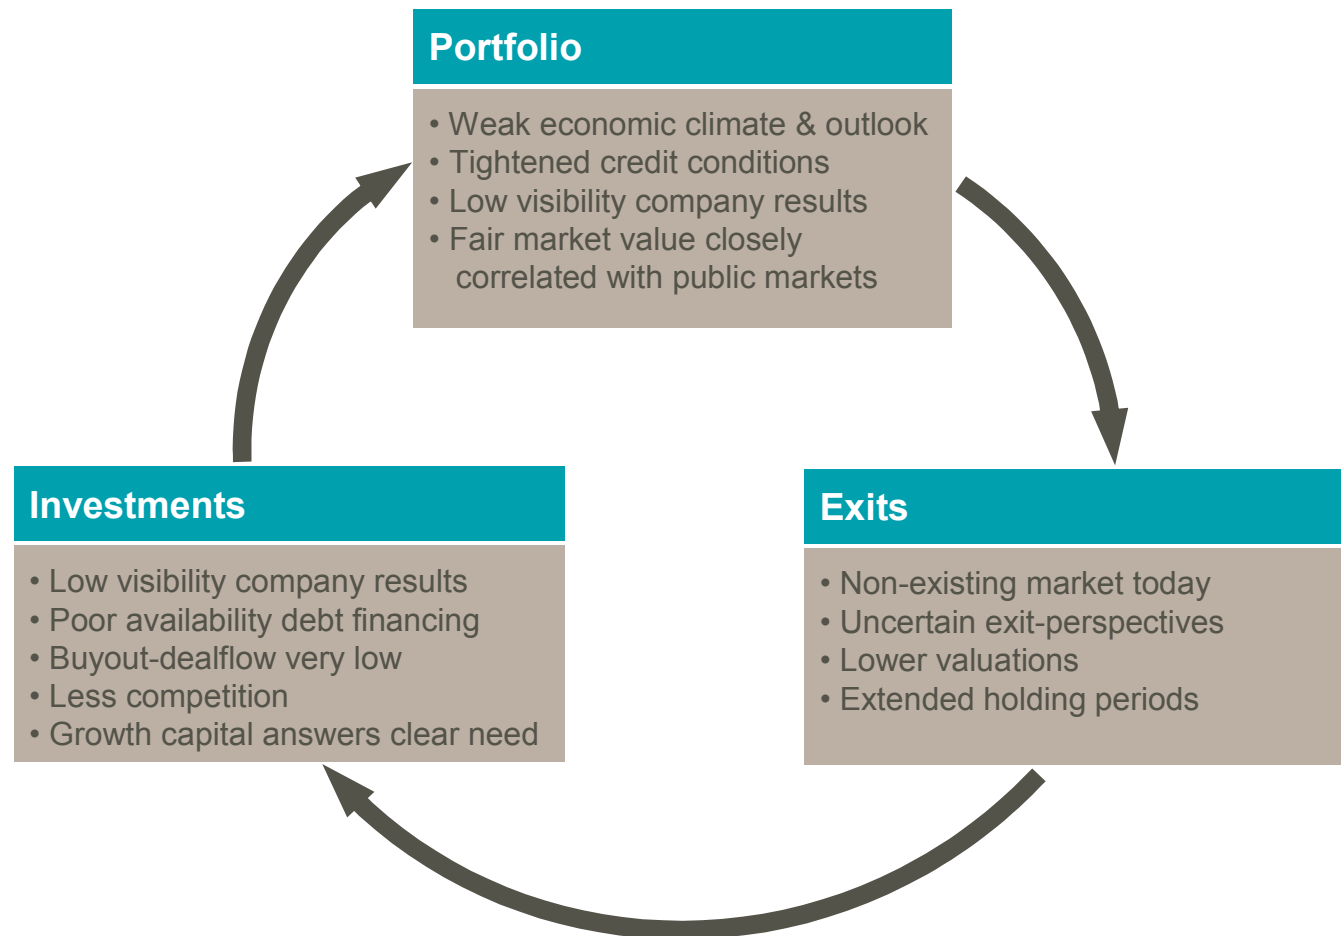 Portfolio
• Weak economic climate & outlook
• Tightened credit conditions
• Low visibility company results
• Fair market value closely
correlated with public markets
Investments
• Low visibility company results
• Poor availability debt financing
• Buyout-dealflow very low
• Less competition
• Growth capital answers clear need
Exits
• Non-existing market today
• Uncertain exit-perspectives
• Lower valuations
• Extended holding periods